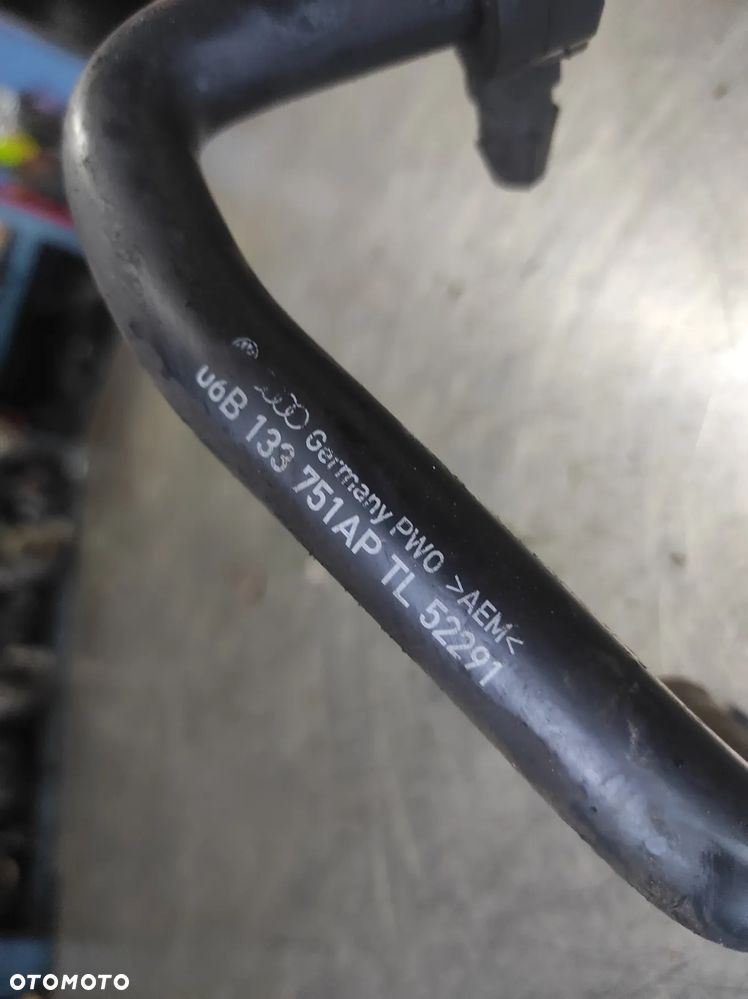 Germany PWO >AEM<
06B 133 751AP TL 52291
OTOMOTO